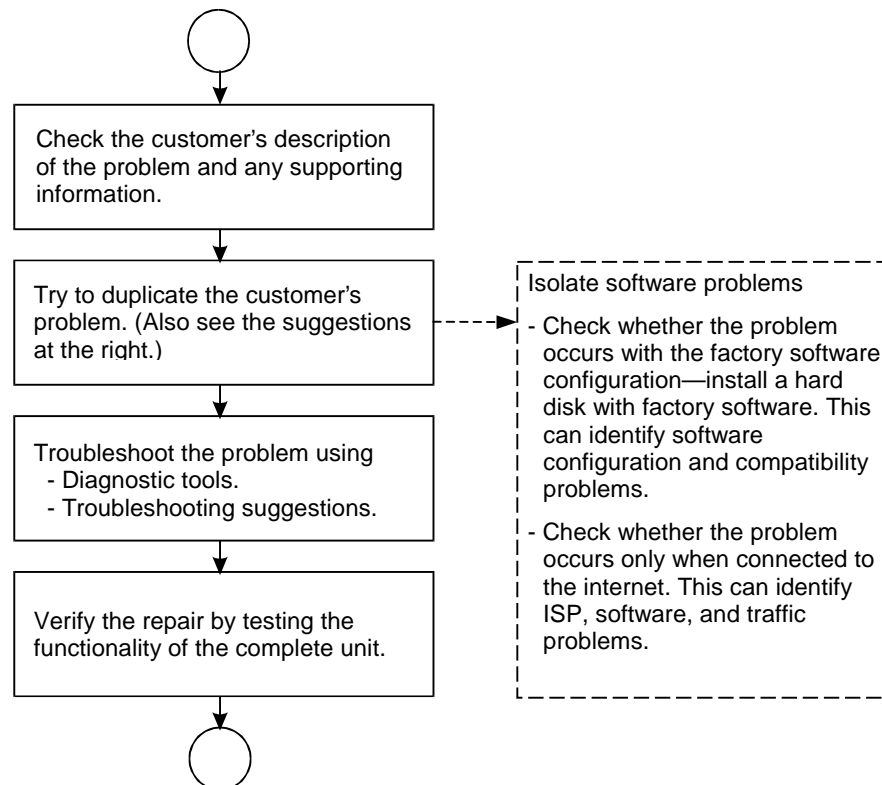 Check the customer’s description
of the problem and any supporting
information.
Try to duplicate the customer’s
problem. (Also see the suggestions
at the right.)
Isolate software problems
- Check whether the problem
occurs with the factory software
configuration—install a hard
disk with factory software. This
can identify software
configuration and compatibility
problems.
- Check whether the problem
occurs only when connected to
the internet. This can identify
ISP, software, and traffic
problems.
Troubleshoot the problem using
- Diagnostic tools.
- Troubleshooting suggestions.
Verify the repair by testing the
functionality of the complete unit.